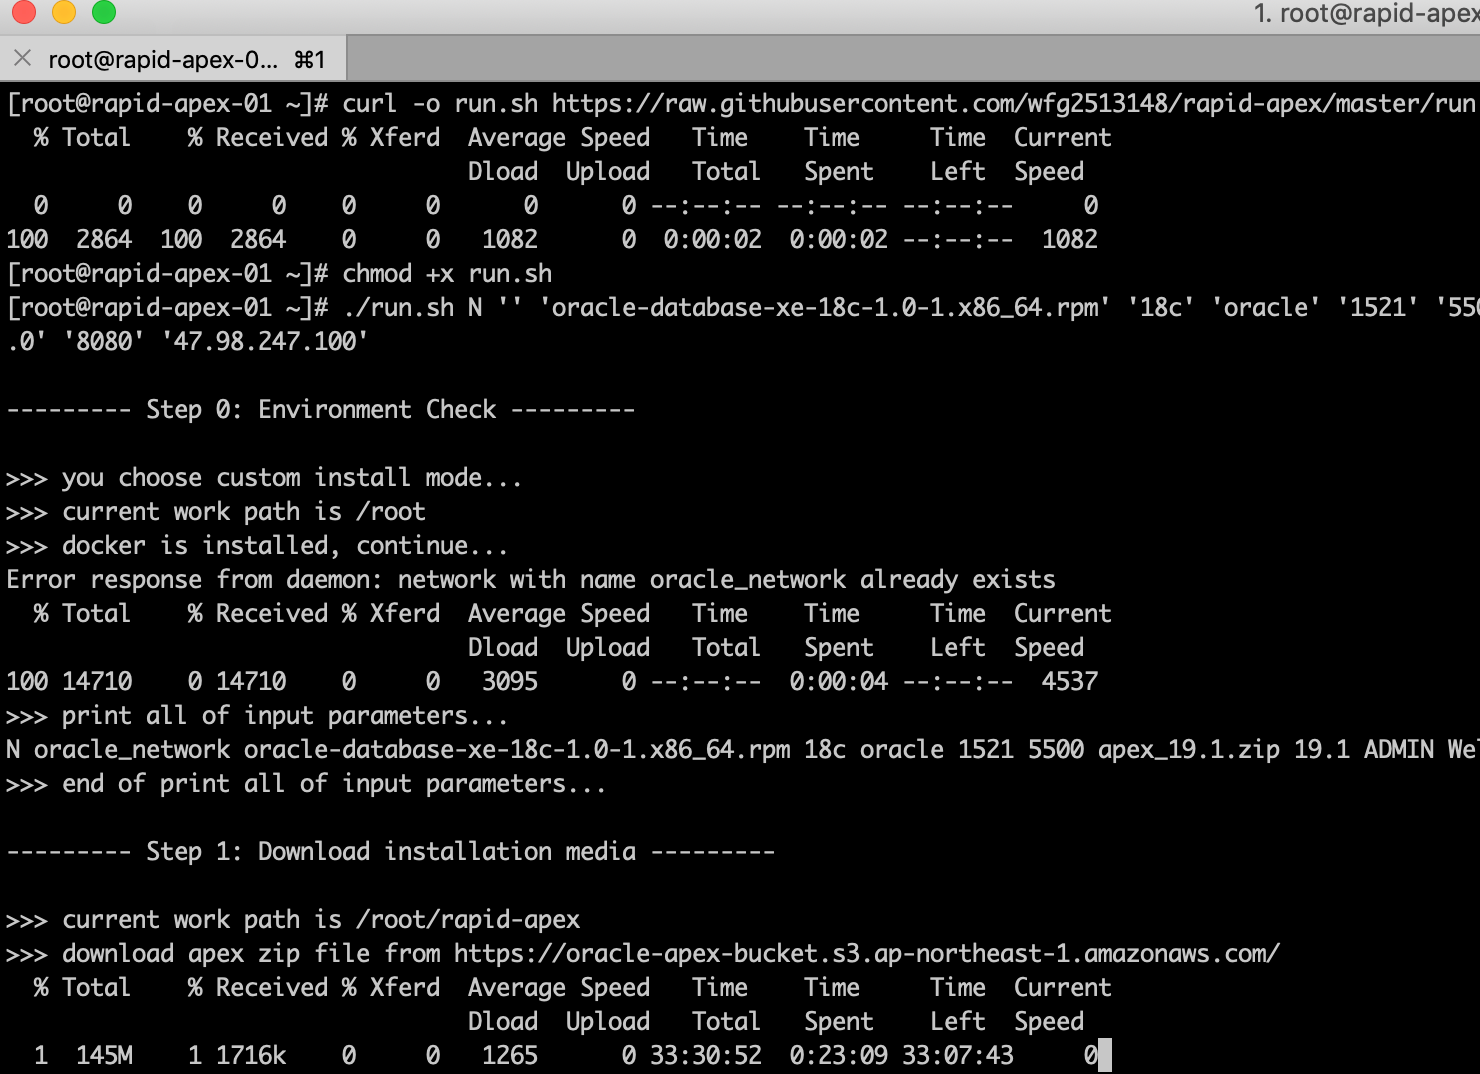 1. root@rapid-apex
root@rapid-apex-0... ⌘1
[root@rapid-apex-01 ~]# curl -o run.sh https://raw.githubusercontent.com/wfg2513148/rapid-apex/master/run
% Total % Received % Xferd Average Speed Time Time Time Current
Dload Upload Total Spent Left Speed
0 0 0 0 0 0 0 0 --:--:-- --:--:-- --:--:-- 0
100 2864 100 2864 0 0 1082 0 0:00:02 0:00:02 --:--:-- 1082
[root@rapid-apex-01 ~]# chmod +x run.sh
[root@rapid-apex-01 ~]# ./run.sh N '' 'oracle-database-xe-18c-1.0-1.x86_64.rpm' '18c' 'oracle' '1521' '550
.0' '8080' '47.98.247.100'
--------- Step 0: Environment Check ---------
>>> you choose custom install mode...
>>> current work path is /root
>>> docker is installed, continue...
Error response from daemon: network with name oracle_network already exists
% Total % Received % Xferd Average Speed Time Time Time Current
Dload Upload Total Spent Left Speed
100 14710 0 14710 0 0 3095 0 --:--:-- 0:00:04 --:--:-- 4537
>>> print all of input parameters...
N oracle_network oracle-database-xe-18c-1.0-1.x86_64.rpm 18c oracle 1521 5500 apex_19.1.zip 19.1 ADMIN Wel
>>> end of print all of input parameters...
--------- Step 1: Download installation media ---------
>>> current work path is /root/rapid-apex
>>> download apex zip file from https://oracle-apex-bucket.s3.ap-northeast-1.amazonaws.com/
% Total % Received % Xferd Average Speed Time Time Time Current
Dload Upload Total Spent Left Speed
1 145M 1 1716k 0 0 1265 0 33:30:52 0:23:09 33:07:43 0